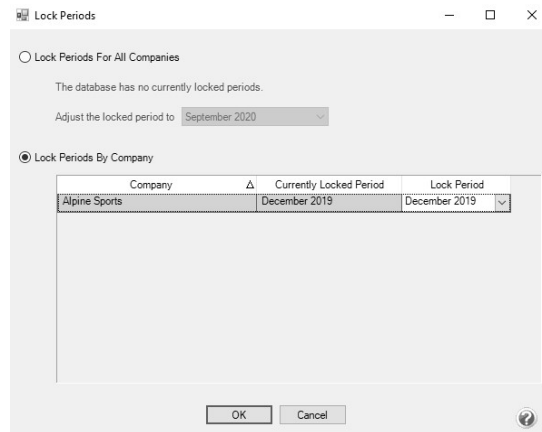 Lock Periods
Lock Periods For All Companies
The database has no currently locked periods.
Adjust the locked period to September 2020
Lock Periods By Company
Company Δ Currently Locked Period Lock Period
Alpine Sports December 2019 December 2019
OK Cancel ?